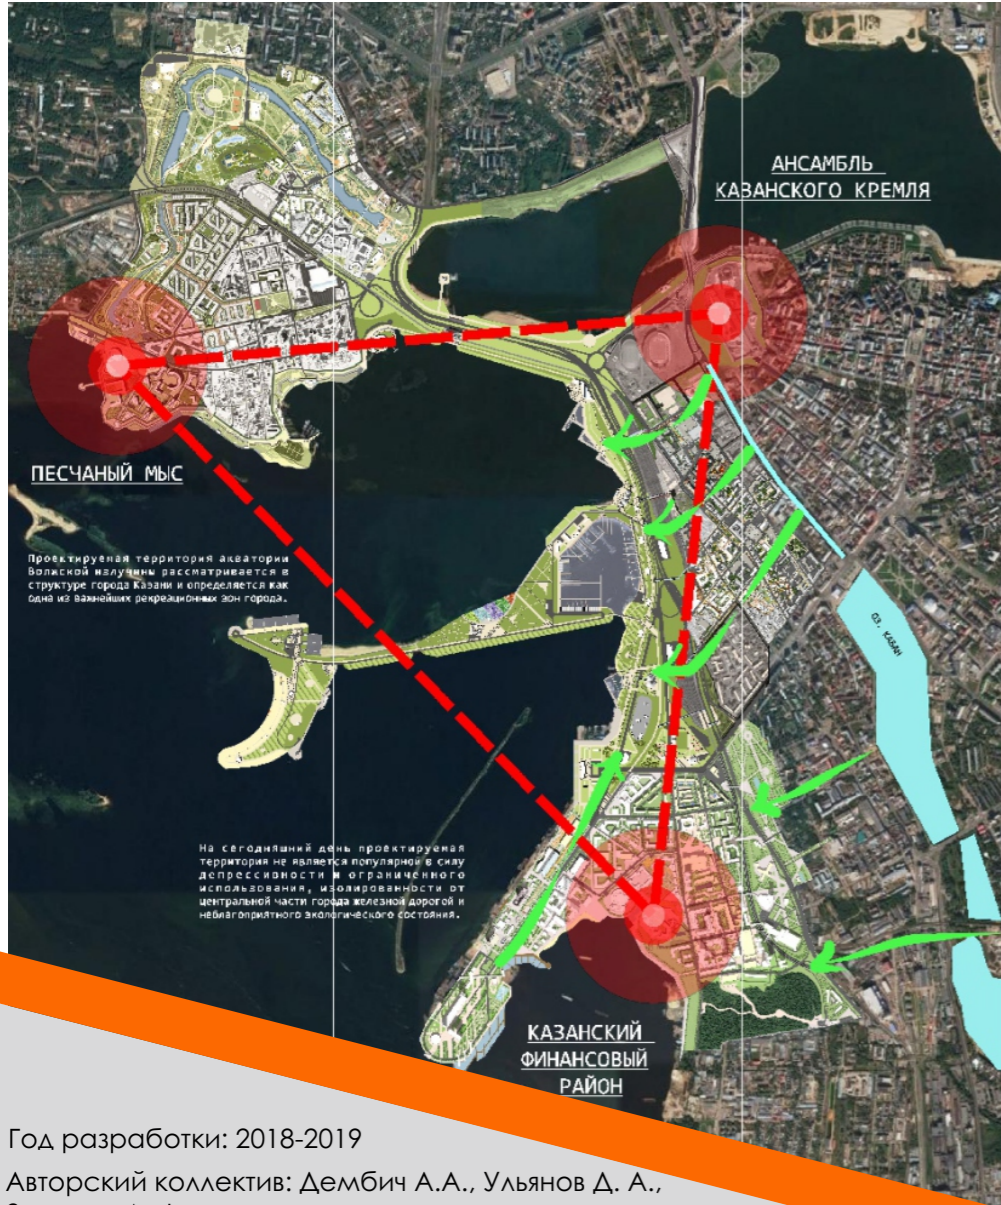 АНСАМБЛЬ
КАЗАНСКОГО КРЕМЛЯ
ПЕСЧАНЫЙ МЫС
Проектируемая территория акватории
Волжской излучины рассматривается в
структуре города Казани и определяется как
одна из важнейших рекреационных зон города.
ОЗ. КАБАН
На сегодняшний день проектируемая
территория не является популярной в силу
депрессивности и ограниченного
использования, изолированности от
центральной части города железной дорогой и
неблагоприятного экологического состояния.
КАЗАНСКИЙ
ФИНАНСОВЫЙ
РАЙОН
Год разработки: 2018-2019
Авторский коллектив: Дембич А.А., Ульянов Д. А.,